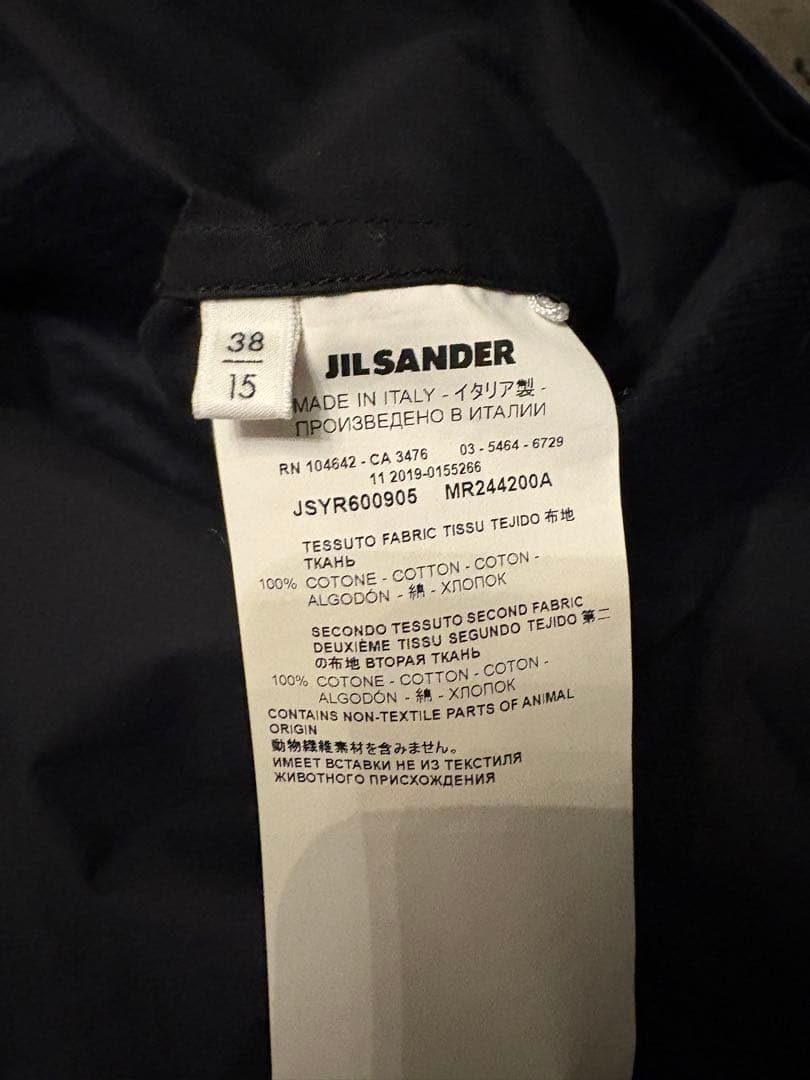 38
15
JIL SANDER
MADE IN ITALY - イタリア製 -
ПРОИЗВЕДЕНО В ИТАЛИИ
RN 104642 - CA 3476 03 - 5464 - 6729
11 2019-0155266
JSYR600905 MR244200A
TESSUTO FABRIC TISSU TEJIDO 布地
ТКАНЬ
100% COTONE - COTTON - COTON -
ALGODÓN - 綿 - ХЛОПОК
SECONDO TESSUTO SECOND FABRIC
DEUXIÈME TISSU SEGUNDO TEJIDO 第二
の布地 ВТОРАЯ ТКАНЬ
100% COTONE - COTTON - COTON -
ALGODÓN - 綿 - ХЛОПОК
CONTAINS NON-TEXTILE PARTS OF ANIMAL
ORIGIN
動物繊維素材を含みません。
ИМЕЕТ ВСТАВКИ НЕ ИЗ ТЕКСТИЛЯ
ЖИВОТНОГО ПРИСХОЖДЕНИЯ